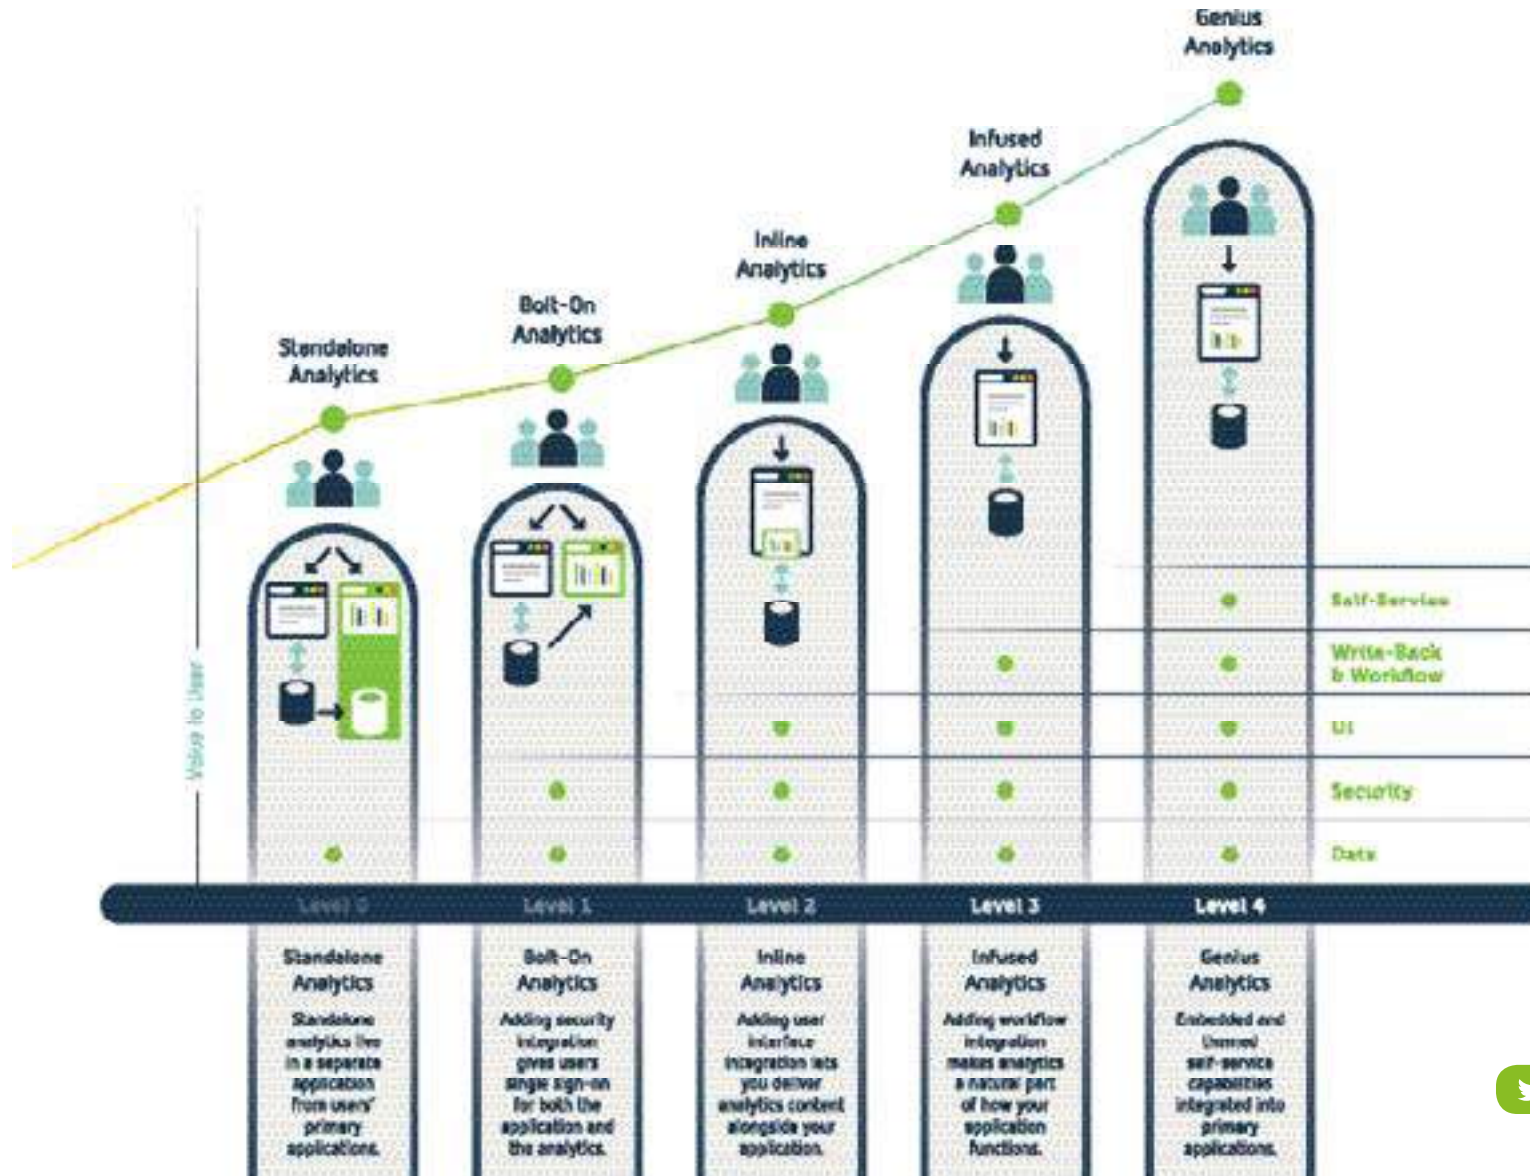 Genius
Analytics
Infused
Analytics
Inline
Analytics
Bolt-On
Analytics
Standalone
Analytics
Value to User
Self-Service
Write-Back
& Workflow
UI
Security
Data
Level 0
Level 1
Level 2
Level 3
Level 4
Standalone
Analytics
Standalone
analytics live
in a separate
application
from users'
primary
applications.
Bolt-On
Analytics
Adding security
integration
gives users
single sign-on
for both the
application and
the analytics.
Inline
Analytics
Adding user
interface
integration lets
you deliver
analytics content
alongside your
application.
Infused
Analytics
Adding workflow
integration
makes analytics
a natural part
of how your
application
functions.
Genius
Analytics
Embedded and
themed
self-service
capabilities
integrated into
primary
applications.